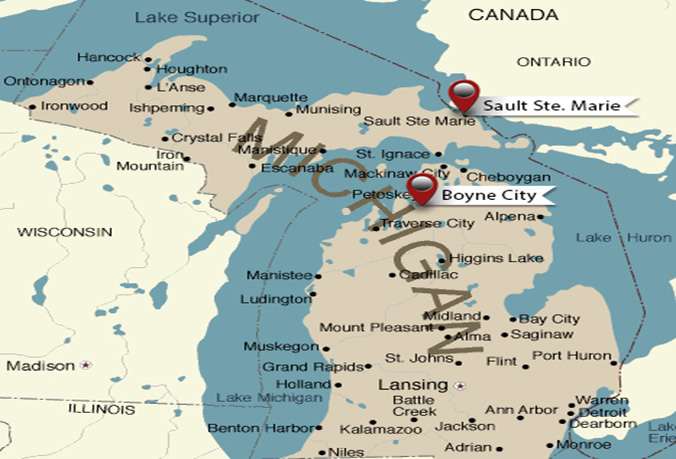 Lake Superior
CANADA
ONTARIO
Hancock
Houghton
Ontonagon
L'Anse
Ironwood
Ishpeming
Marquette
Munising
Sault Ste. Marie
Sault Ste Marie
Crystal Falls
Manistique
St. Ignace
Iron
Mountain
Escanaba
Mackinaw City
Cheboygan
Petoskey
Boyne City
MICHIGAN
Alpena
Traverse City
WISCONSIN
Lake Huron
Higgins Lake
Manistee
Cadillac
Ludington
Midland
Bay City
Mount Pleasant
Saginaw
Alma
Muskegon
St. Johns
Flint
Port Huron
Madison
Grand Rapids
Holland
Lansing
Lake Michigan
Battle
Creek
Warren
ILLINOIS
Ann Arbor
Detroit
Dearborn
Benton Harbor
Kalamazoo
Jackson
Lake
Erie
Niles
Adrian
Monroe